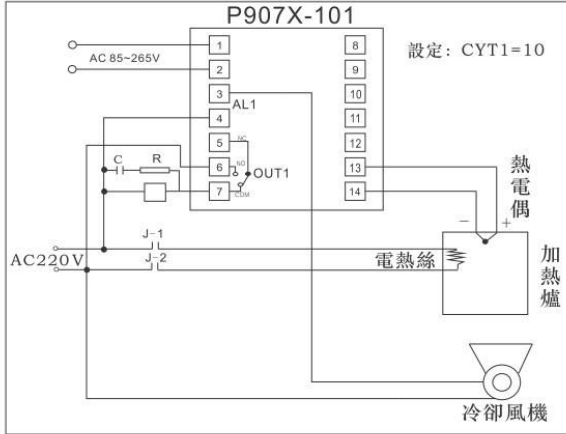 P907X-101
設定: CYT1=10
AC 85~265V
1
2
3
4
5
6
7
8
9
10
11
12
13
14
AL1
NC
NO
OUT1
COM
C
R
J-1
J-2
AC220V
熱電偶
－
+
電熱絲
加熱爐
冷卻風機